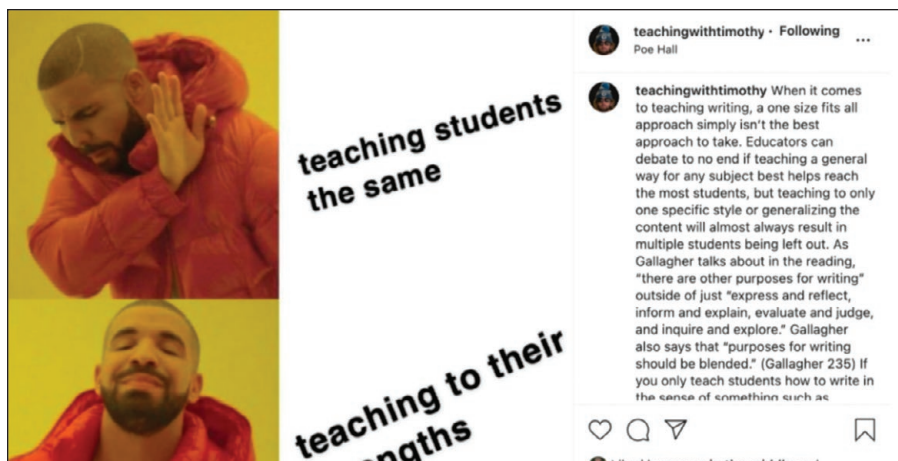 teaching students
the same
teaching to their
teachingwithtimothy • Following
Poe Hall
teachingwithtimothy When it comes
to teaching writing, a one size fits all
approach simply isn't the best
approach to take. Educators can
debate to no end if teaching a general
way for any subject best helps reach
the most students, but teaching to only
one specific style or generalizing the
content will almost always result in
multiple students being left out. As
Gallagher talks about in the reading,
"there are other purposes for writing"
outside of just "express and reflect,
inform and explain, evaluate and judge,
and inquire and explore." Gallagher
also says that "purposes for writing
should be blended." (Gallagher 235) If
you only teach students how to write in
the sense of something such as